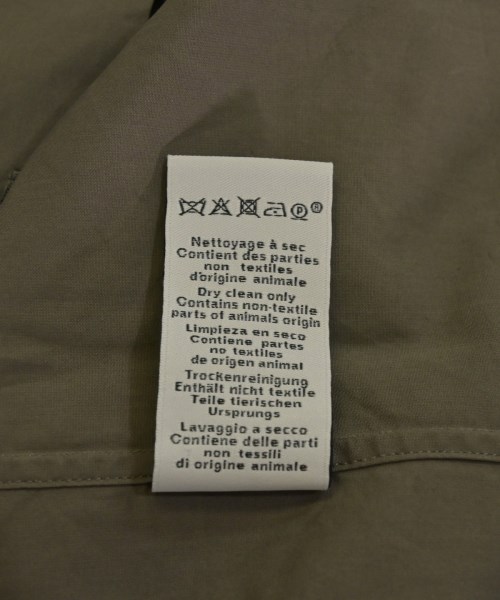 P ®
Nettoyage à sec
Contient des parties
non textiles
d'origine animale
Dry clean only
Contains non-textile
parts of animals origin
Limpieza en seco
Contiene partes
no textiles
de origen animal
Trockenreinigung
Enthält nicht textile
Teile tierischen
Ursprungs
Lavaggio a secco
Contiene delle parti
non tessili
di origine animale